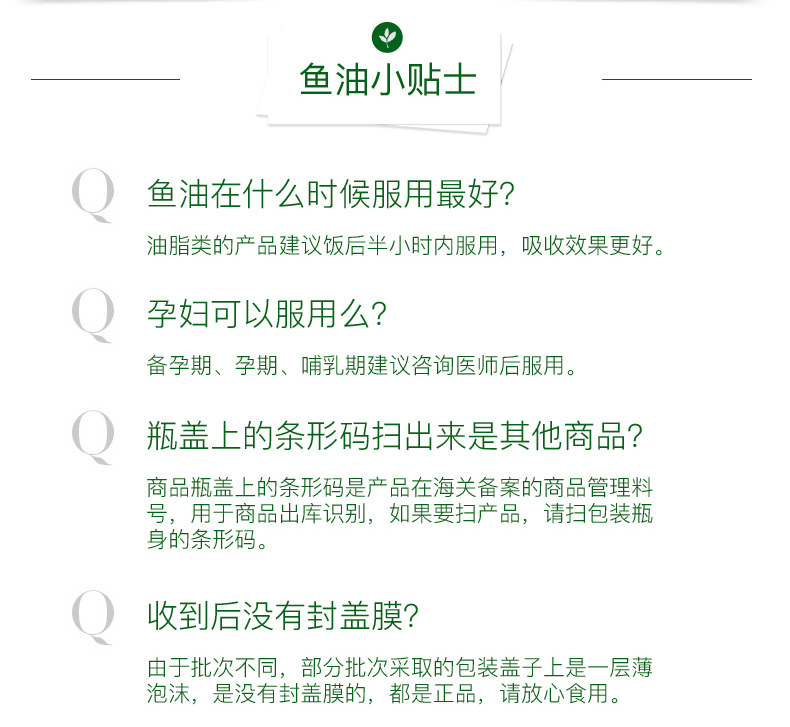 鱼油小贴士
Q
鱼油在什么时候服用最好?
油脂类的产品建议饭后半小时内服用，吸收效果更好。
Q
孕妇可以服用么?
备孕期、孕期、哺乳期建议咨询医师后服用。
Q
瓶盖上的条形码扫出来是其他商品?
商品瓶盖上的条形码是产品在海关备案的商品管理料
号，用于商品出库识别，如果要扫产品，请扫包装瓶
身的条形码。
Q
收到后没有封盖膜?
由于批次不同，部分批次采取的包装盖子上是一层薄
泡沫，是没有封盖膜的，都是正品，请放心食用。